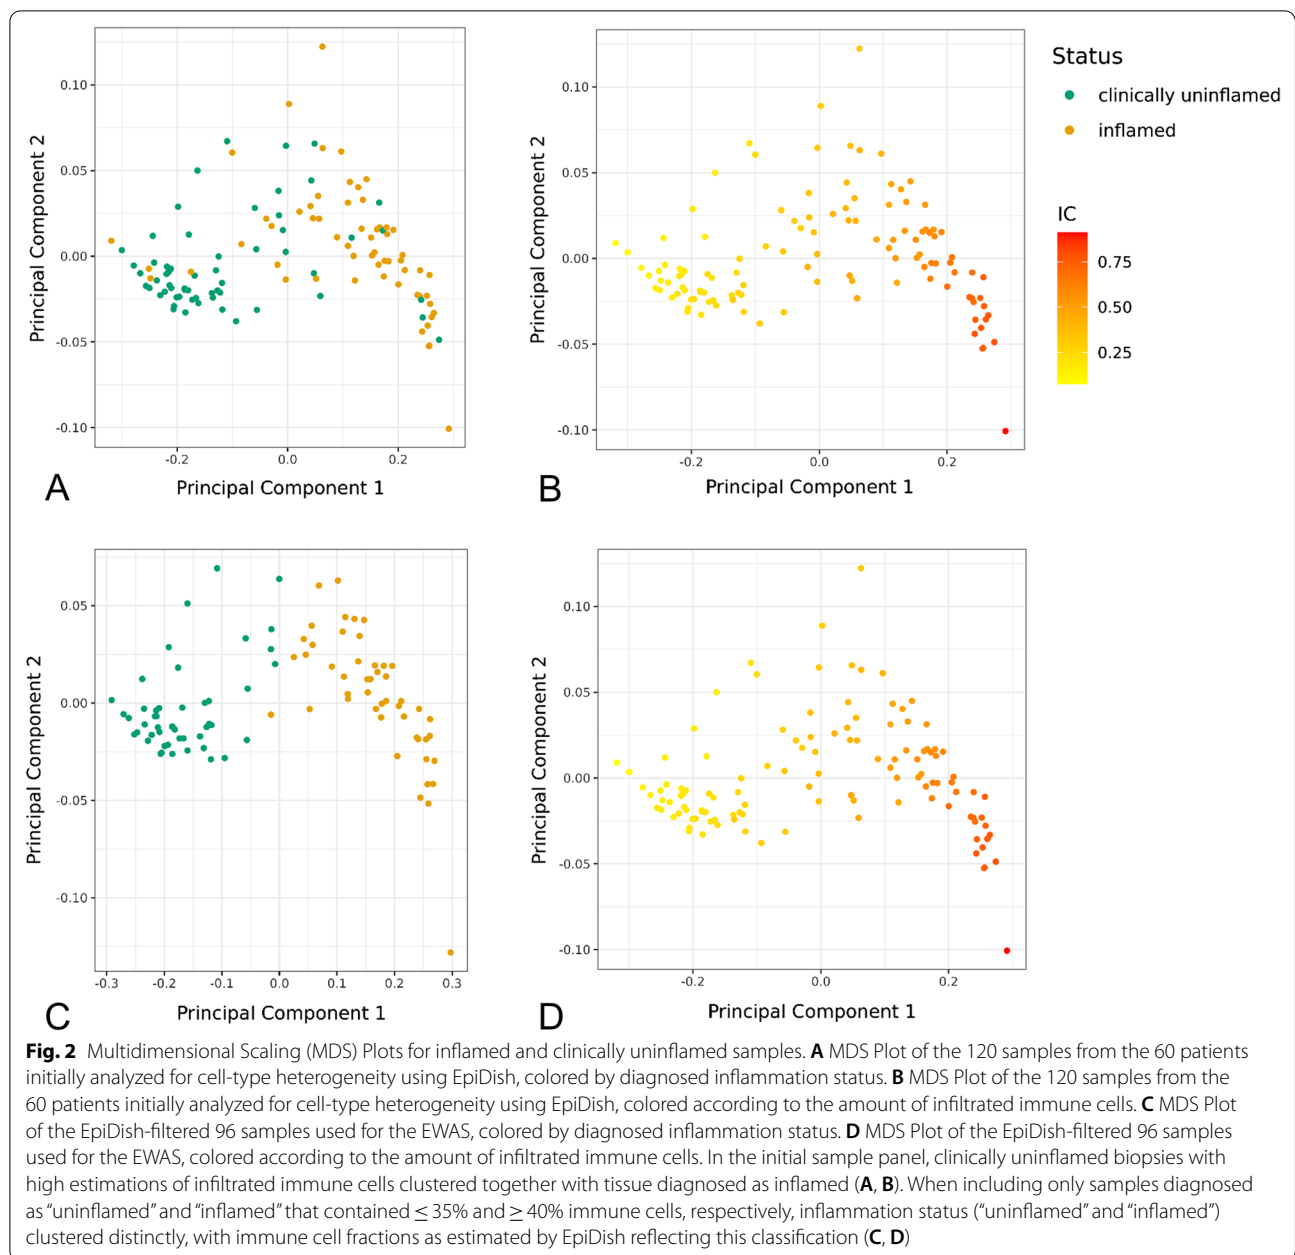 Status
clinically uninflamed
inflamed
IC
0.75
0.50
0.25
Principal Component 2
0.10
0.05
0.00
-0.05
-0.10
-0.2
0.0
0.2
Principal Component 1
A
Principal Component 2
0.10
0.05
0.00
-0.05
-0.10
-0.2
0.0
0.2
Principal Component 1
B
Principal Component 2
0.05
0.00
-0.05
-0.10
-0.3
-0.2
-0.1
0.0
0.1
0.2
0.3
Principal Component 1
C
Principal Component 2
0.10
0.05
0.00
-0.05
-0.10
-0.2
0.0
0.2
Principal Component 1
D
Fig. 2 Multidimensional Scaling (MDS) Plots for inflamed and clinically uninflamed samples. A MDS Plot of the 120 samples from the 60 patients
initially analyzed for cell-type heterogeneity using EpiDish, colored by diagnosed inflammation status. B MDS Plot of the 120 samples from the
60 patients initially analyzed for cell-type heterogeneity using EpiDish, colored according to the amount of infiltrated immune cells. C MDS Plot
of the EpiDish-filtered 96 samples used for the EWAS, colored by diagnosed inflammation status. D MDS Plot of the EpiDish-filtered 96 samples
used for the EWAS, colored according to the amount of infiltrated immune cells. In the initial sample panel, clinically uninflamed biopsies with
high estimations of infiltrated immune cells clustered together with tissue diagnosed as inflamed (A, B). When including only samples diagnosed
as “uninflamed” and “inflamed” that contained ≤ 35% and ≥ 40% immune cells, respectively, inflammation status (“uninflamed” and “inflamed”)
clustered distinctly, with immune cell fractions as estimated by EpiDish reflecting this classification (C, D)